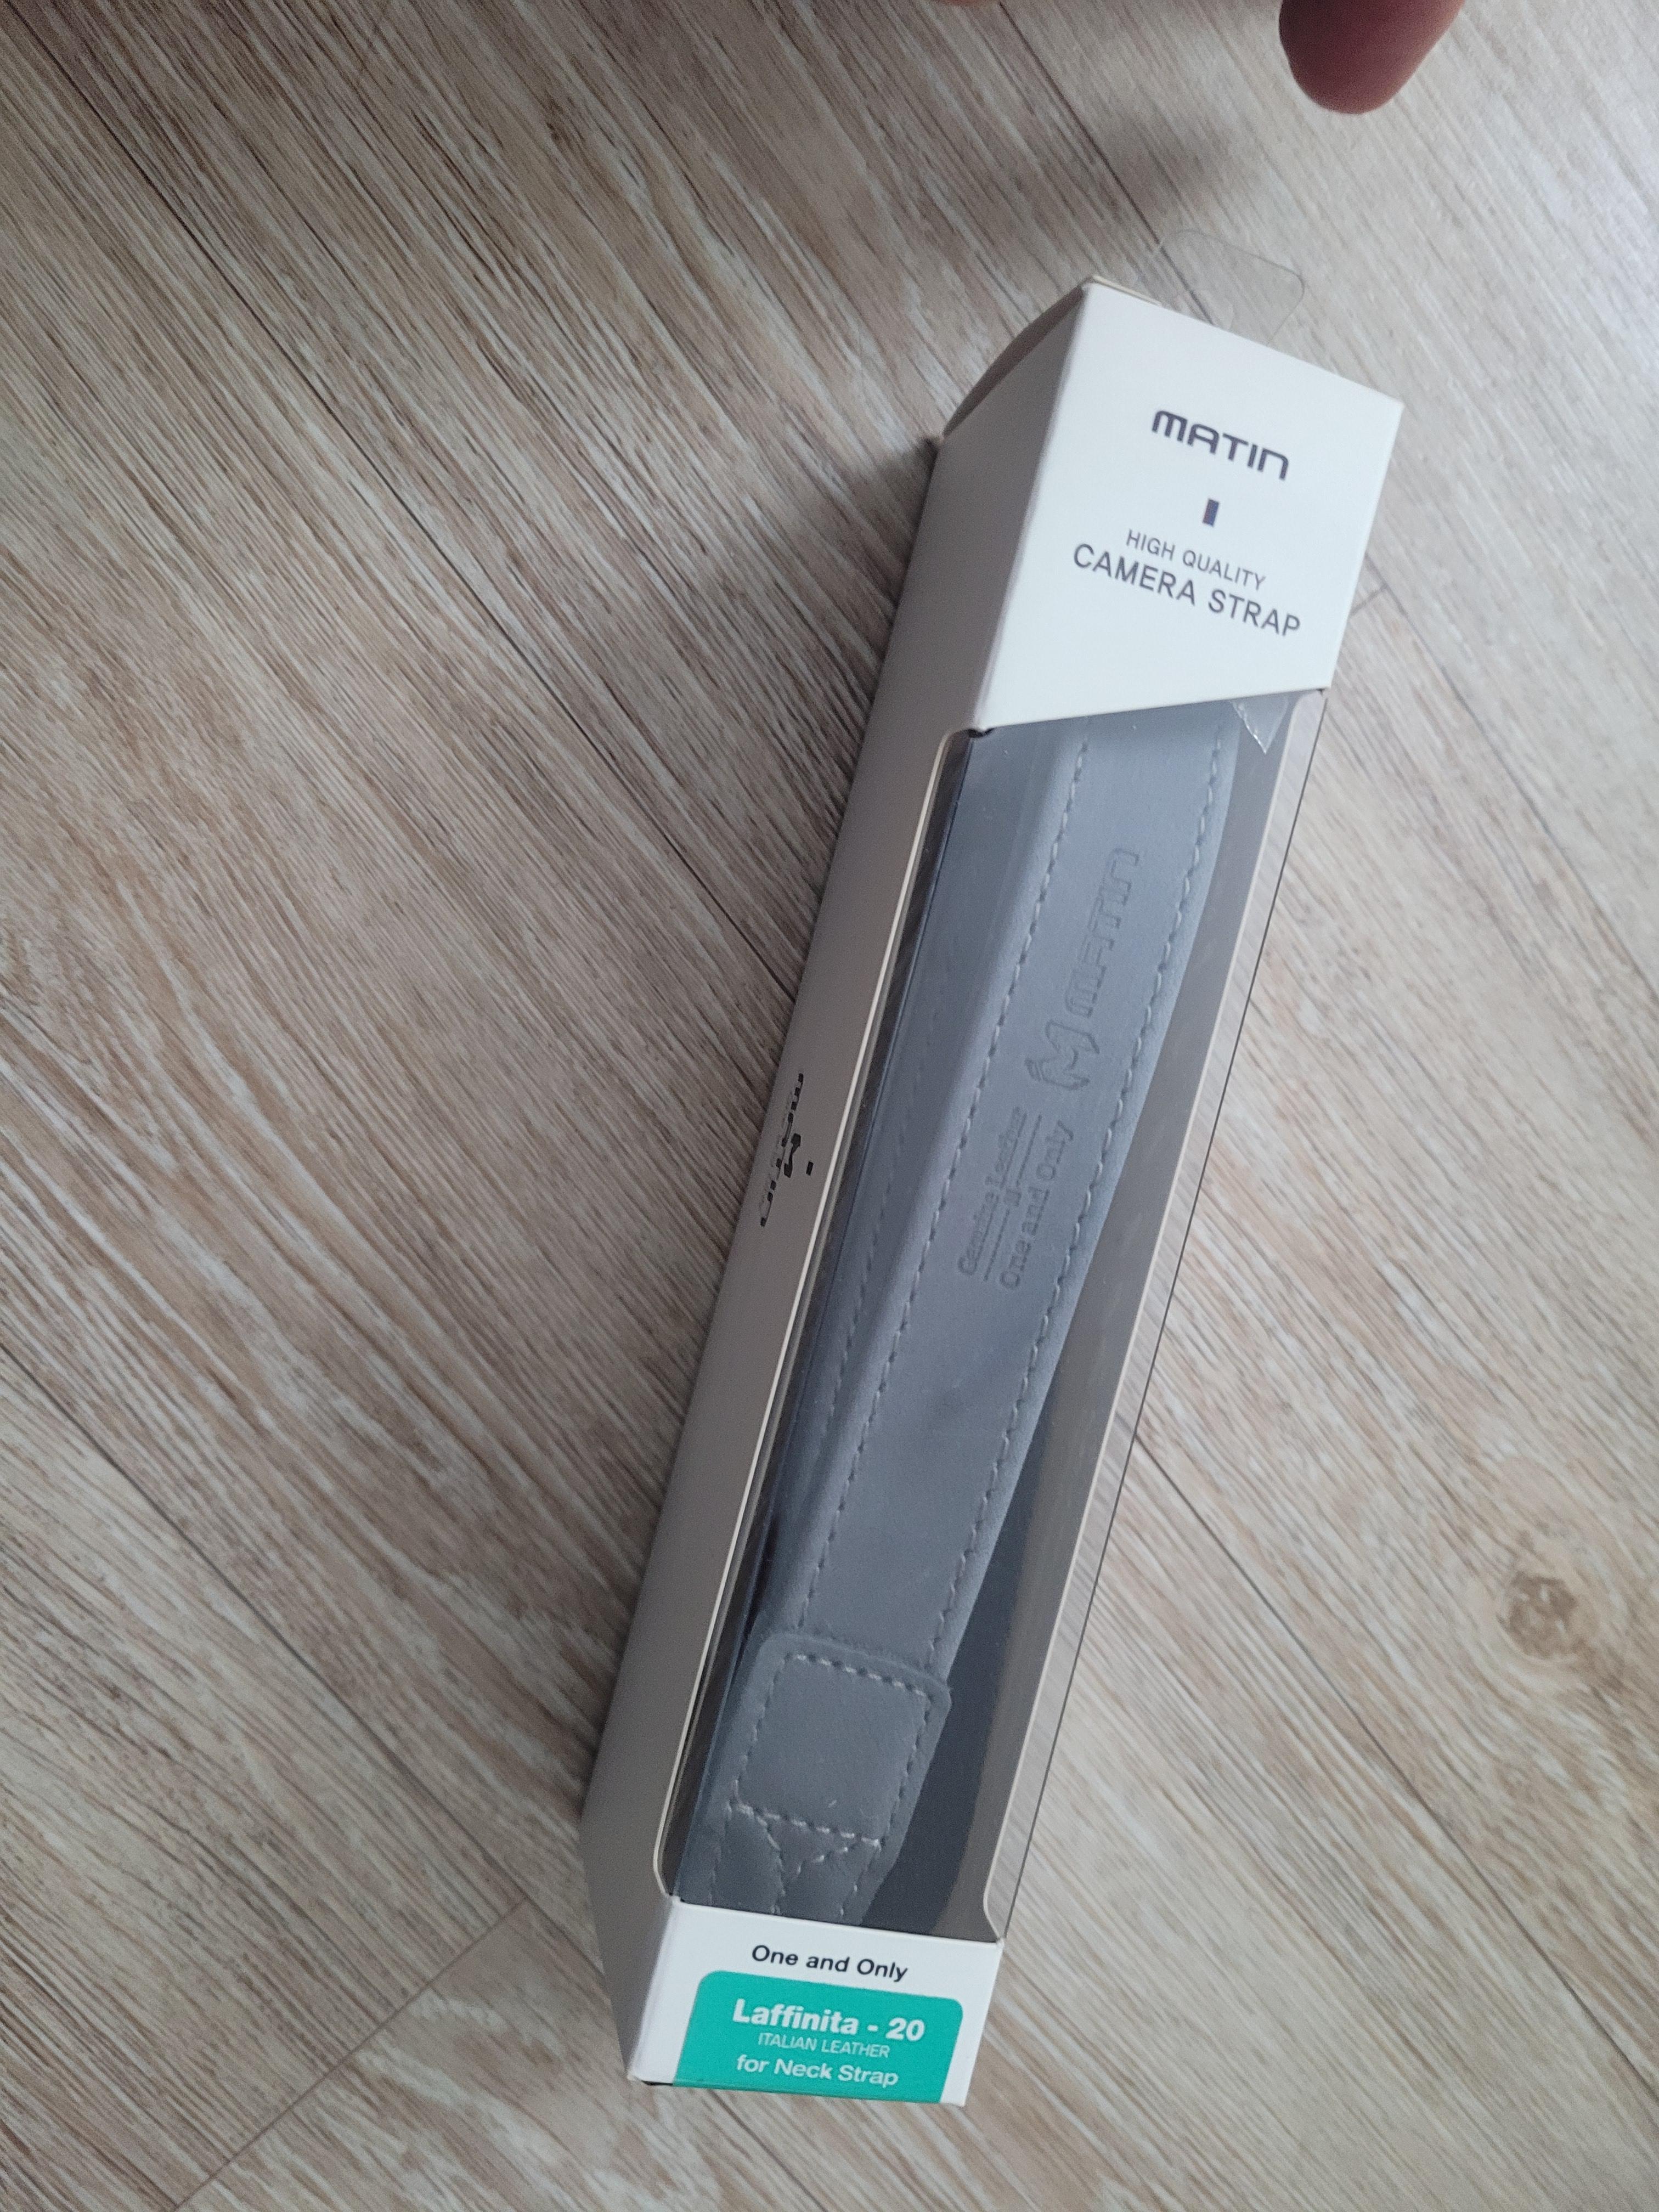 MATIN
HIGH QUALITY
CAMERA STRAP
MATIN
Genuine Leather
M
One and Only
MATIN
One and Only
Laffinita - 20
ITALIAN LEATHER
for Neck Strap